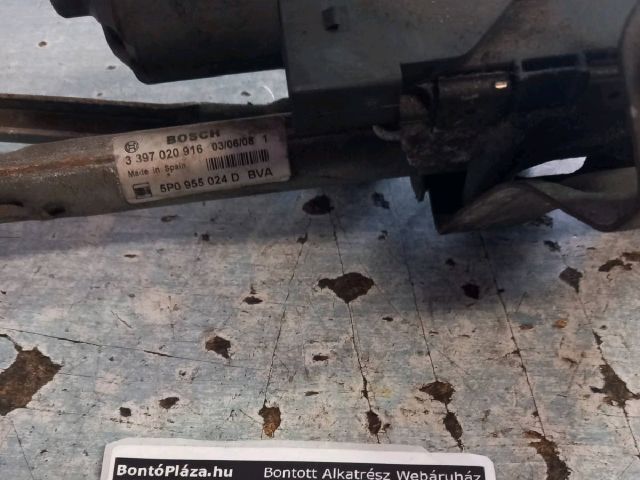 BOSCH
3 397 020 916 03/06/08 1
Made in Spain
5P0 955 024 D BVA
BontóPláza.hu Bontott Alkatrész Webáruház